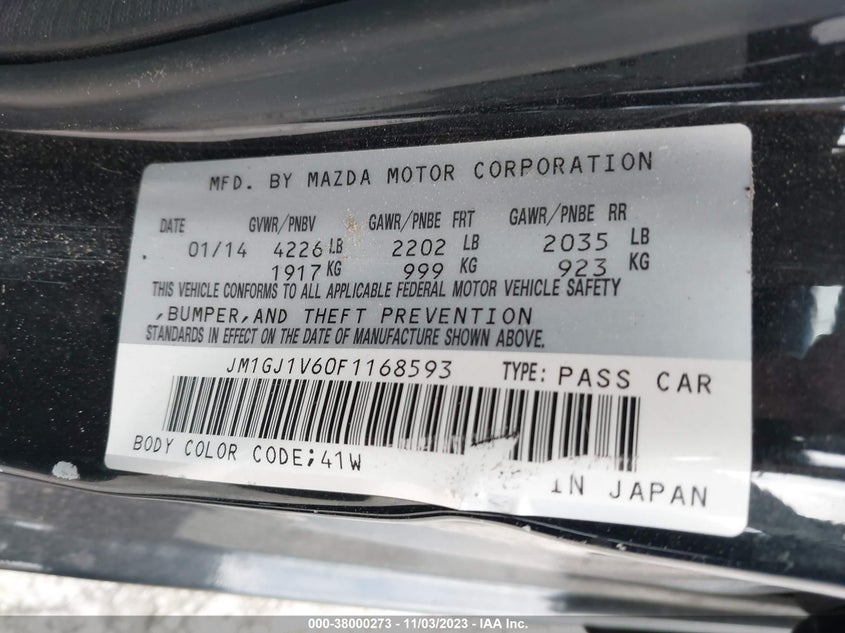 MFD. BY MAZDA MOTOR CORPORATION
DATE GVWR/PNBV GAWR/PNBE FRT GAWR/PNBE RR
01/14 4226 LB 2202 LB 2035 LB
1917 KG 999 KG 923 KG
THIS VEHICLE CONFORMS TO ALL APPLICABLE FEDERAL MOTOR VEHICLE SAFETY
,BUMPER,AND THEFT PREVENTION
STANDARDS IN EFFECT ON THE DATE OF MANUFACTURE SHOWN ABOVE.
JM1GJ1V60F1168593 TYPE: PASS CAR
BODY COLOR CODE;41W
IN JAPAN
000-38000273 - 11/03/2023 - IAA Inc.